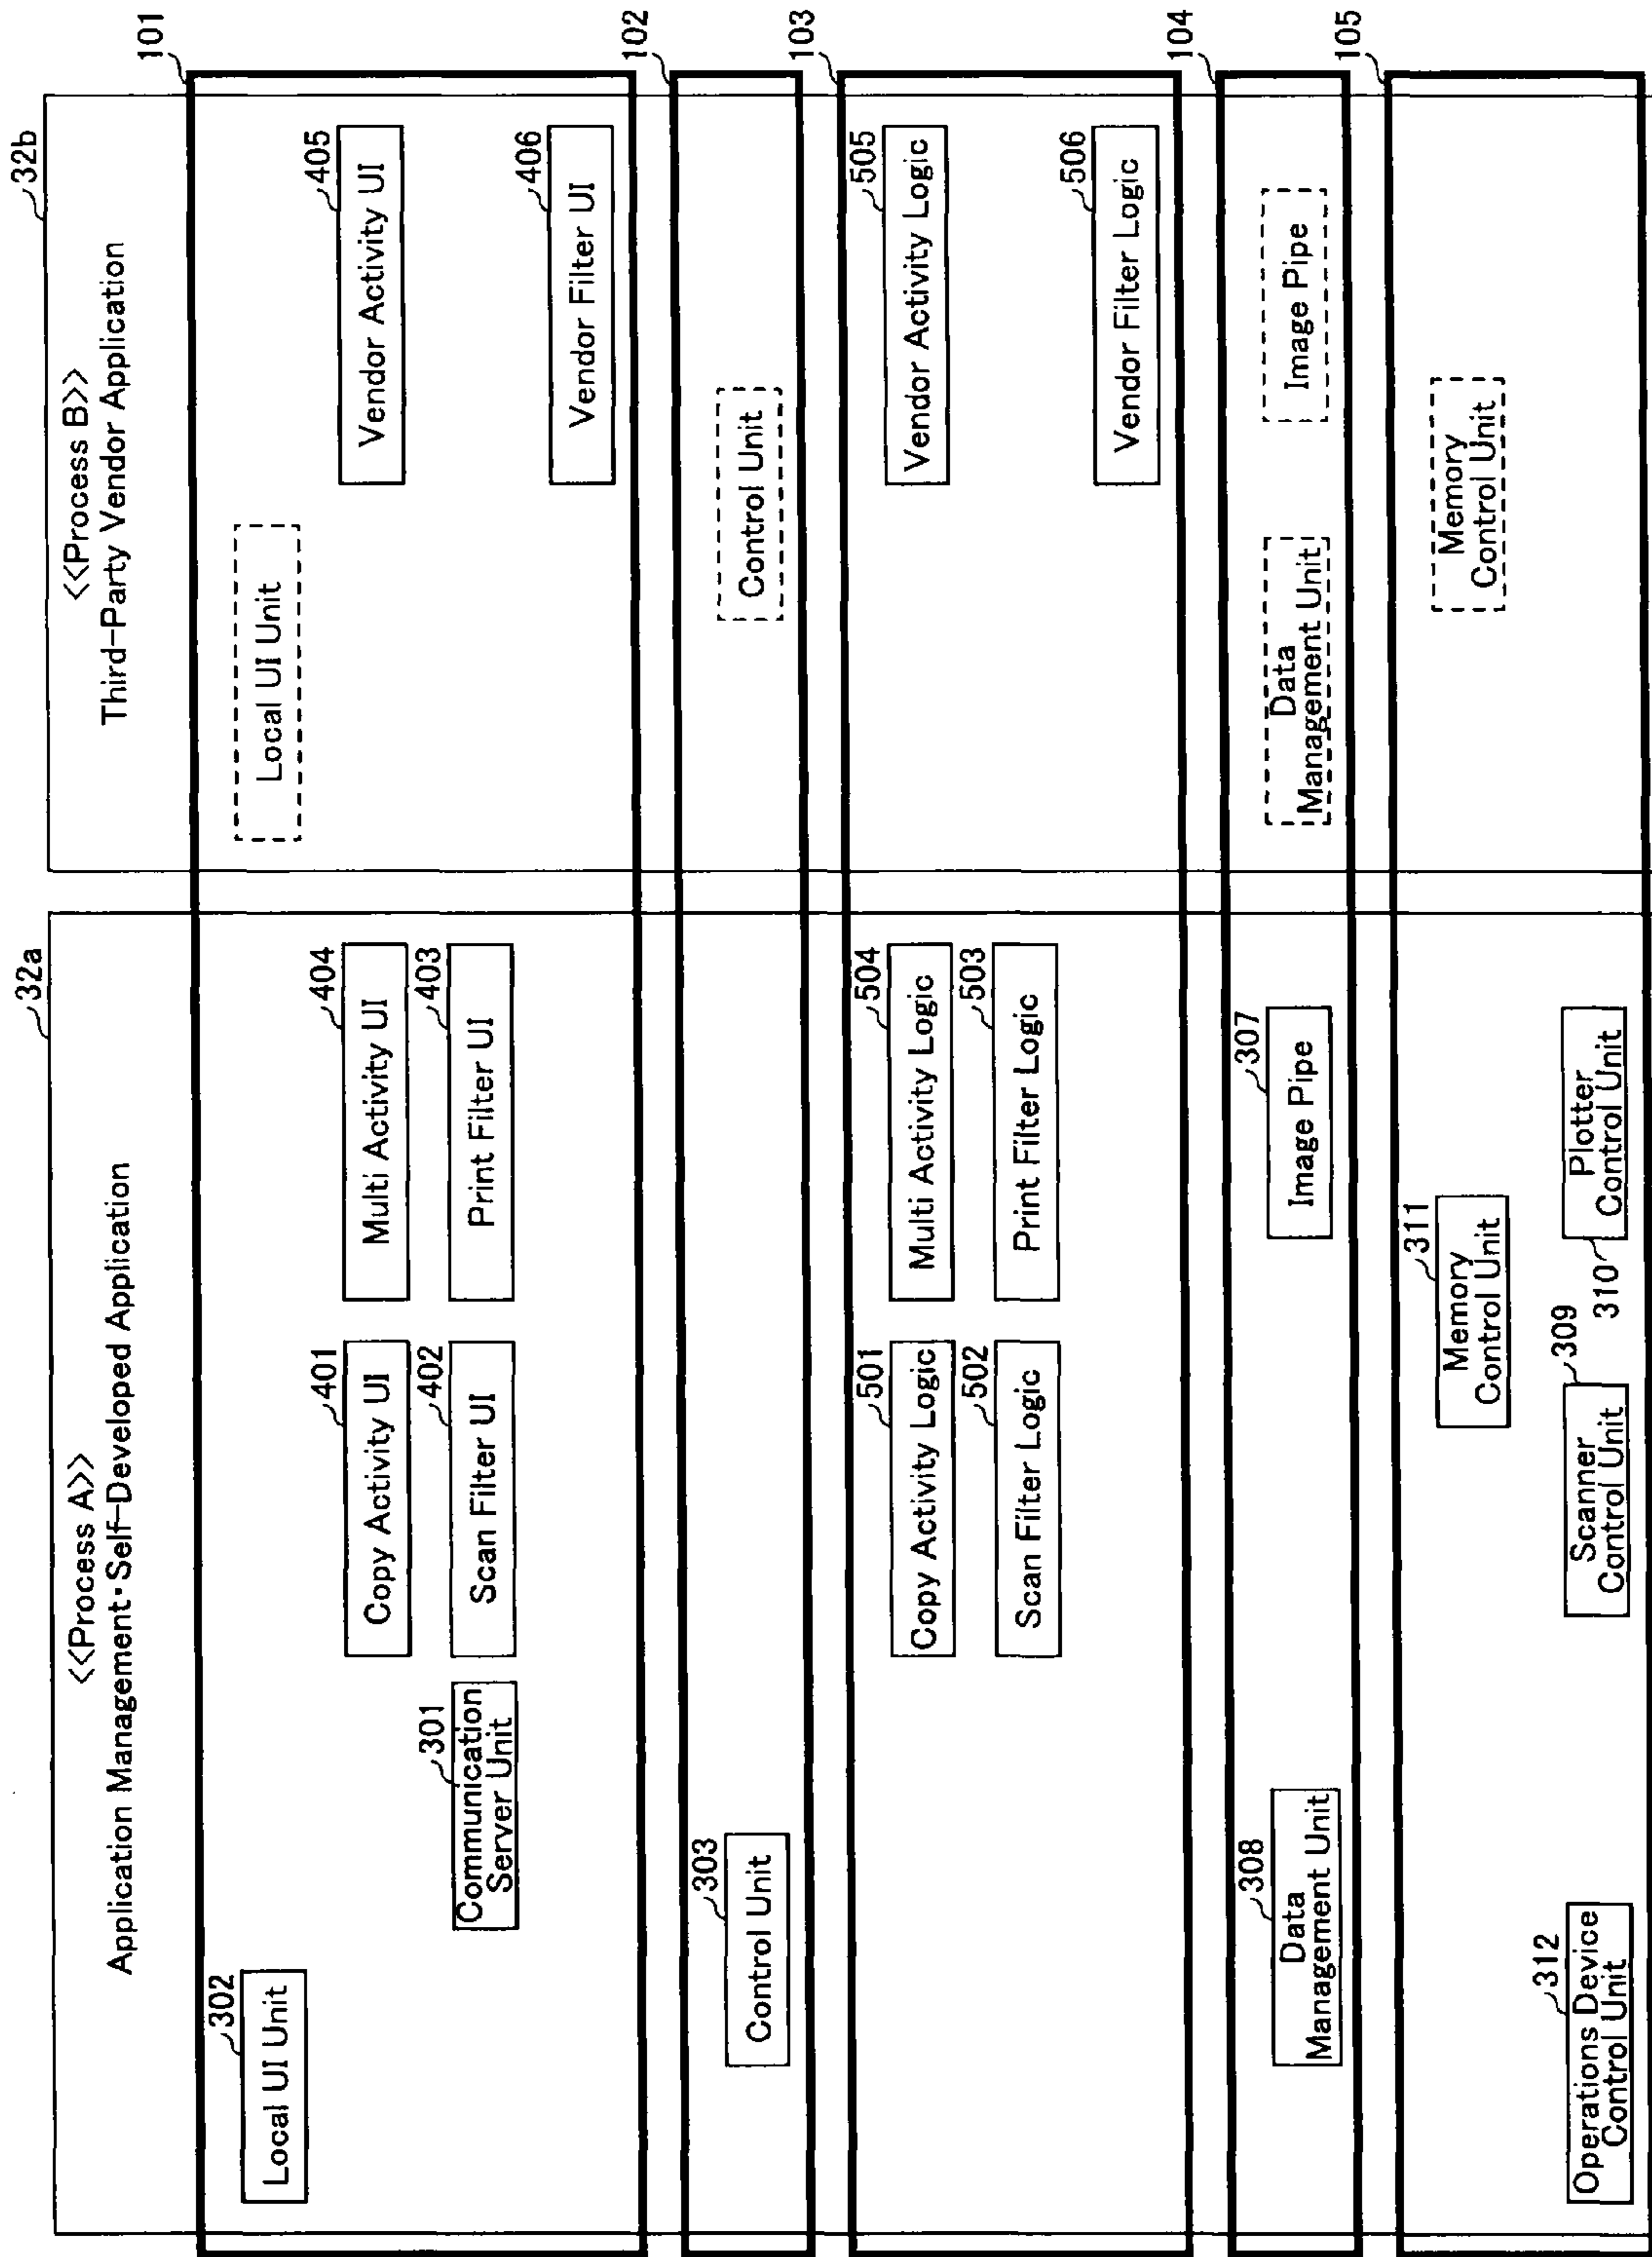 32a
<<Process A>>
Application Management·Self-Developed Application
32b
<<Process B>>
Third-Party Vendor Application
101
302
Local UI Unit
Local UI Unit
401
Copy Activity UI
404
Multi Activity UI
405
Vendor Activity UI
301
Communication
Server Unit
402
Scan Filter UI
403
Print Filter UI
406
Vendor Filter UI
102
303
Control Unit
Control Unit
103
501
Copy Activity Logic
504
Multi Activity Logic
505
Vendor Activity Logic
502
Scan Filter Logic
503
Print Filter Logic
506
Vendor Filter Logic
104
308
Data
Management Unit
307
Image Pipe
Data
Management Unit
Image Pipe
105
311
Memory
Control Unit
Memory
Control Unit
312
Operations Device
Control Unit
309
Scanner
Control Unit
310
Plotter
Control Unit